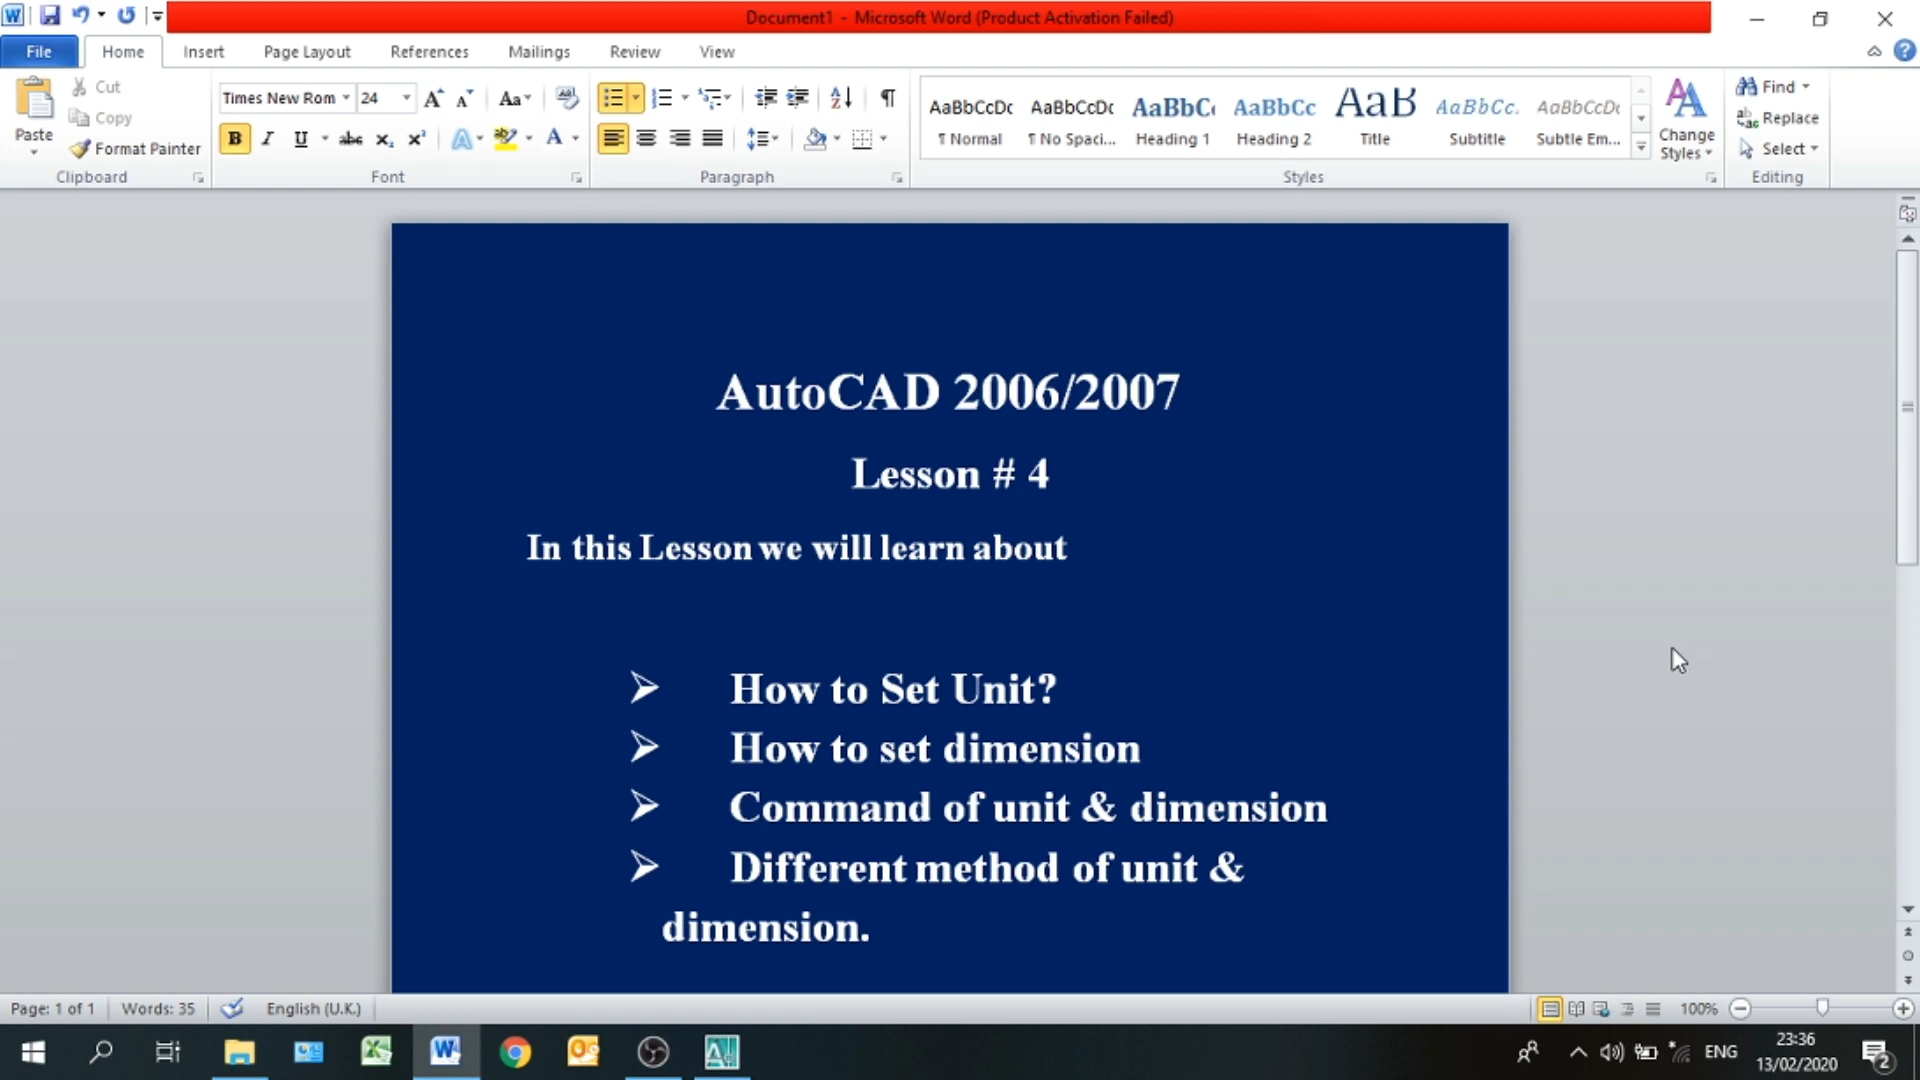 Document1 - Microsoft Word (Product Activation Failed)
File Home Insert Page Layout References Mailings Review View
Paste
Cut
Copy
Format Painter
Clipboard
Times New Rom 24
Font
Paragraph
AaBbCcDc AaBbCcDc AaBbC AaBbCc AaB AaBbCc. AaBbCcDc
¶ Normal ¶ No Spaci... Heading 1 Heading 2 Title Subtitle Subtle Em...
Styles
Change Styles
Find
Replace
Select
Editing
AutoCAD 2006/2007
Lesson # 4
In this Lesson we will learn about
➢ How to Set Unit?
➢ How to set dimension
➢ Command of unit & dimension
➢ Different method of unit &
dimension.
Page: 1 of 1 Words: 35 English (U.K.) 100%
ENG
23:36
13/02/2020
2